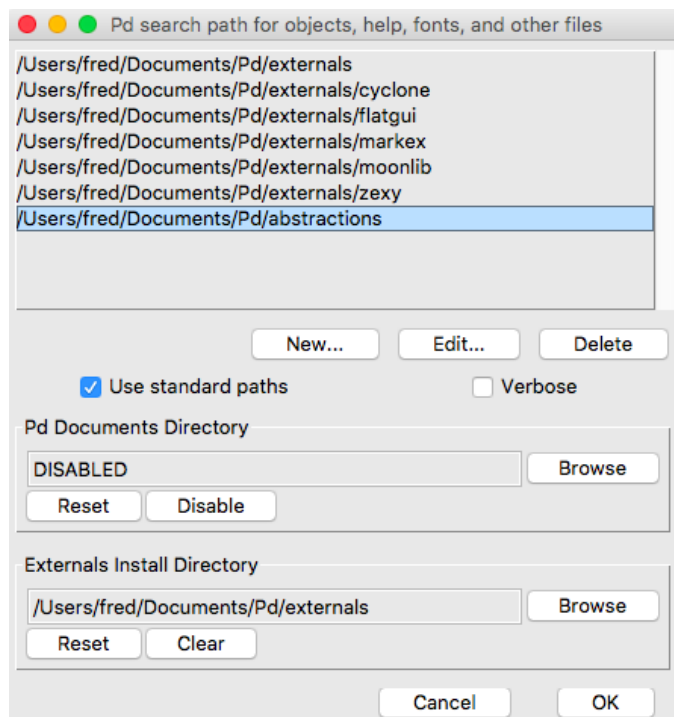 Pd search path for objects, help, fonts, and other files
/Users/fred/Documents/Pd/externals
/Users/fred/Documents/Pd/externals/cyclone
/Users/fred/Documents/Pd/externals/flatgui
/Users/fred/Documents/Pd/externals/markex
/Users/fred/Documents/Pd/externals/moonlib
/Users/fred/Documents/Pd/externals/zexy
/Users/fred/Documents/Pd/abstractions
New... Edit... Delete
Use standard paths Verbose
Pd Documents Directory
DISABLED Browse
Reset Disable
Externals Install Directory
/Users/fred/Documents/Pd/externals Browse
Reset Clear
Cancel OK